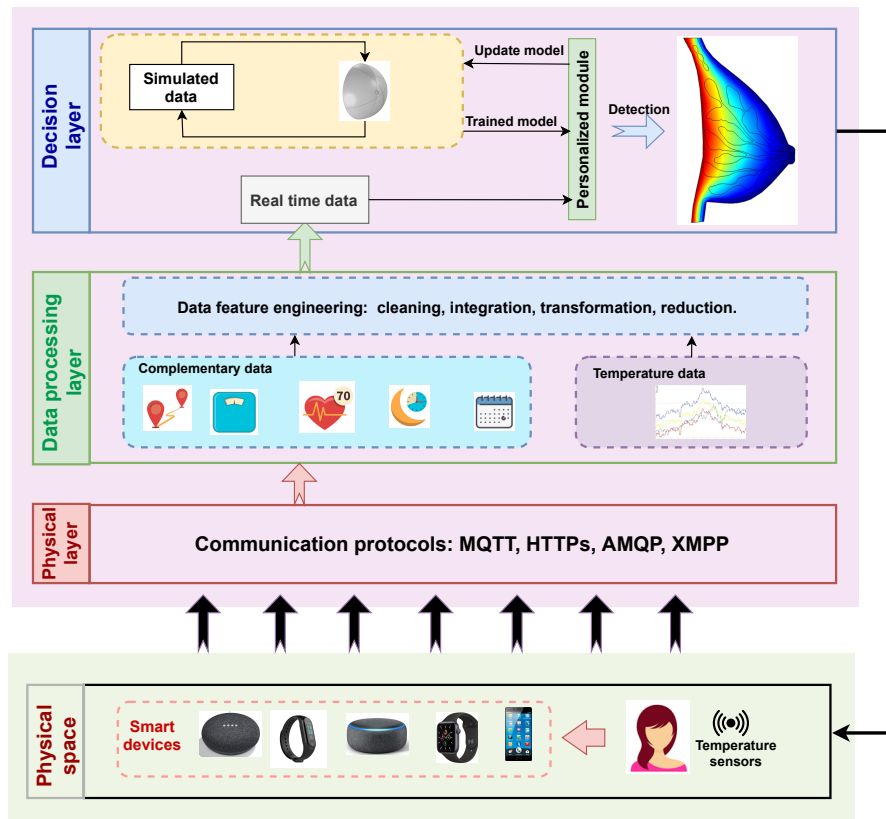 Decision
layer
Simulated
data
Update model
Trained model
Personalized module
Detection
Real time data
Data processing
layer
Data feature engineering:  cleaning, integration, transformation, reduction.
Complementary data
70
Temperature data
Physical
layer
Communication protocols: MQTT, HTTPs, AMQP, XMPP
Physical
space
Smart
devices
Temperature
sensors